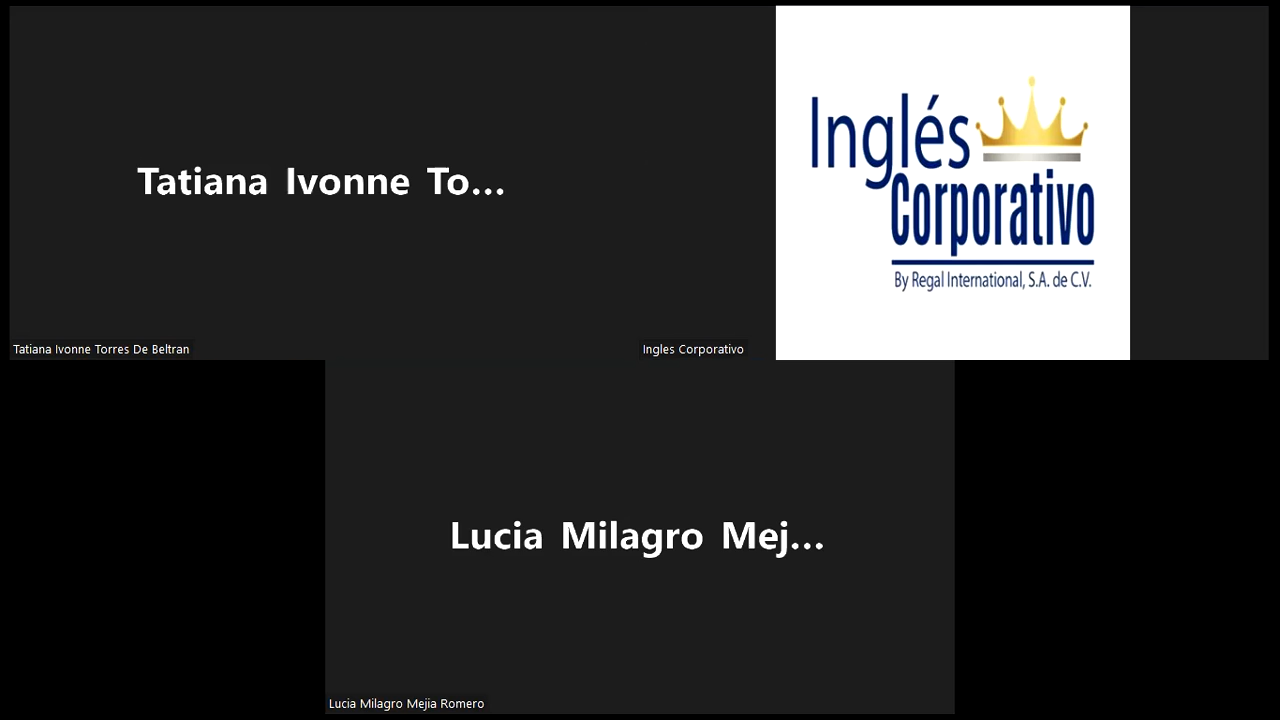 Tatiana Ivonne To...
Tatiana Ivonne Torres De Beltran
Inglés
Corporativo
By Regal International, S.A. de C.V.
Ingles Corporativo
Lucia Milagro Mej...
Lucia Milagro Mejia Romero